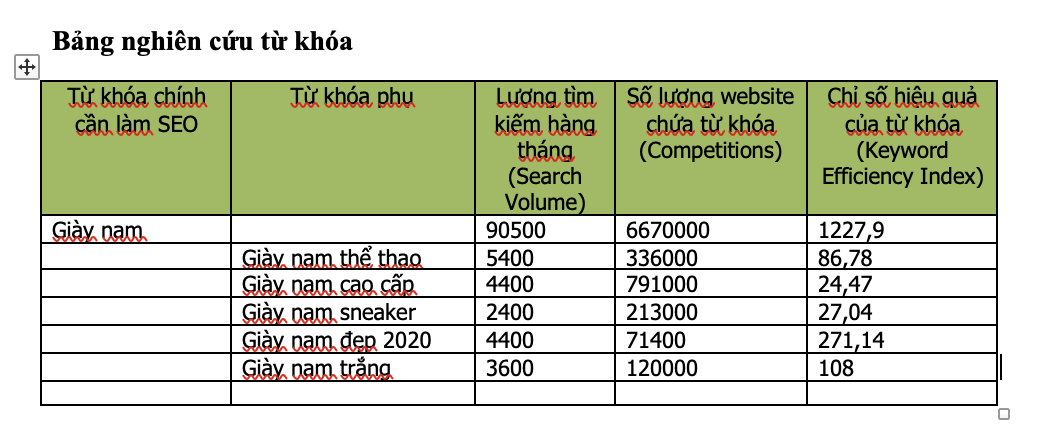 Bảng nghiên cứu từ khóa
Từ khóa chính
cần làm SEO
Từ khóa phụ
Lượng tìm
kiếm hàng
tháng
(Search
Volume)
Số lượng website
chứa từ khóa
(Competitions)
Chỉ số hiệu quả
của từ khóa
(Keyword
Efficiency Index)
Giày nam 90500 6670000 1227,9
Giày nam thể thao 5400 336000 86,78
Giày nam cao cấp 4400 791000 24,47
Giày nam sneaker 2400 213000 27,04
Giày nam đẹp 2020 4400 71400 271,14
Giày nam trắng 3600 120000 108